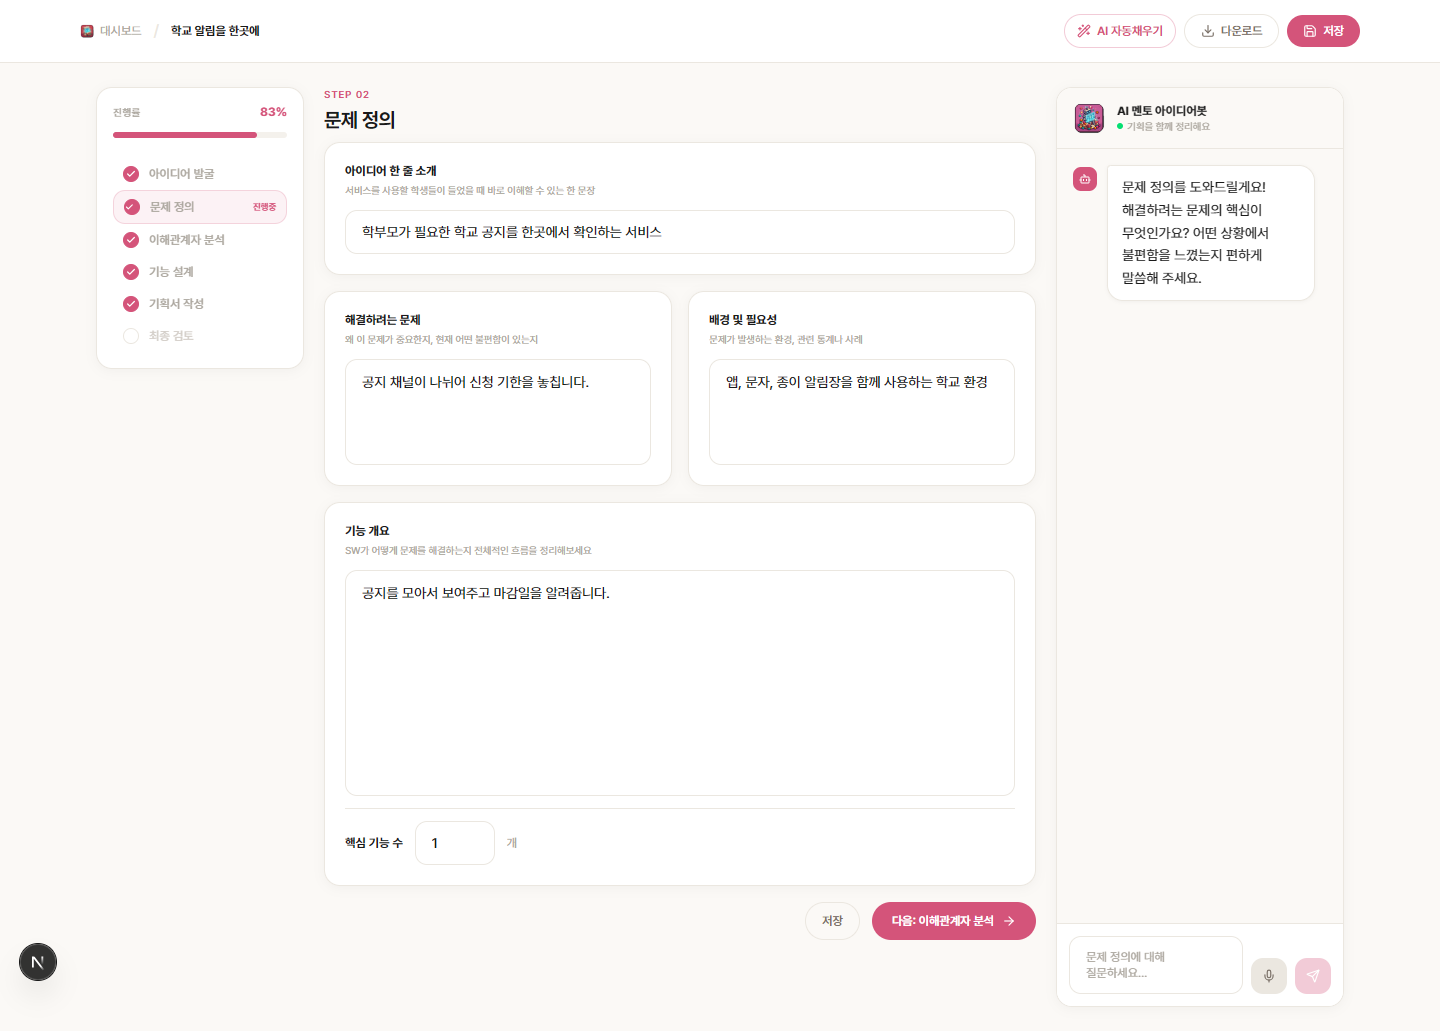 대시보드 / 학교 알림을 한곳에
AI 자동채우기
다운로드
저장
진행률 83%
아이디어 발굴
문제 정의 진행중
이해관계자 분석
기능 설계
기획서 작성
최종 검토
STEP 02
문제 정의
아이디어 한 줄 소개
서비스를 사용할 학생들이 들었을 때 바로 이해할 수 있는 한 문장
학부모가 필요한 학교 공지를 한곳에서 확인하는 서비스
해결하려는 문제
왜 이 문제가 중요한지, 현재 어떤 불편함이 있는지
공지 채널이 나뉘어 신청 기한을 놓칩니다.
배경 및 필요성
문제가 발생하는 환경, 관련 통계나 사례
앱, 문자, 종이 알림장을 함께 사용하는 학교 환경
기능 개요
SW가 어떻게 문제를 해결하는지 전체적인 흐름을 정리해보세요
공지를 모아서 보여주고 마감일을 알려줍니다.
핵심 기능 수 1 개
저장
다음: 이해관계자 분석
AI 멘토 아이디어봇
기획을 함께 정리해요
문제 정의를 도와드릴게요!
해결하려는 문제의 핵심이
무엇인가요? 어떤 상황에서
불편함을 느꼈는지 편하게
말씀해 주세요.
문제 정의에 대해
질문하세요...
N